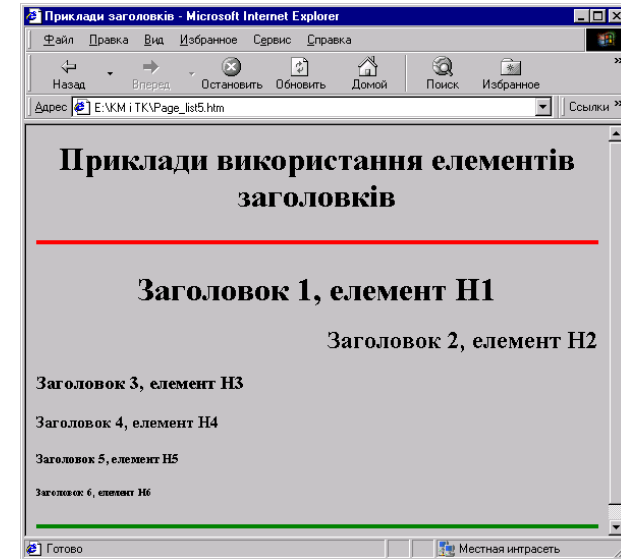 Приклади заголовків - Microsoft Internet Explorer
Файл Правка Вид Избранное Сервис Справка
Назад Вперед Остановить Обновить Домой Поиск Избранное »
Адрес E:\KM i TK\Page_list5.htm Ссылки »
Приклади використання елементів
заголовків
Заголовок 1, елемент H1
Заголовок 2, елемент H2
Заголовок 3, елемент H3
Заголовок 4, елемент H4
Заголовок 5, елемент H5
Заголовок 6, елемент H6
Готово Местная интрасеть